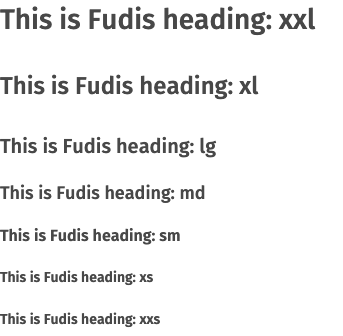 This is Fudis heading: xxl
This is Fudis heading: xl
This is Fudis heading: lg
This is Fudis heading: md
This is Fudis heading: sm
This is Fudis heading: xs
This is Fudis heading: xxs